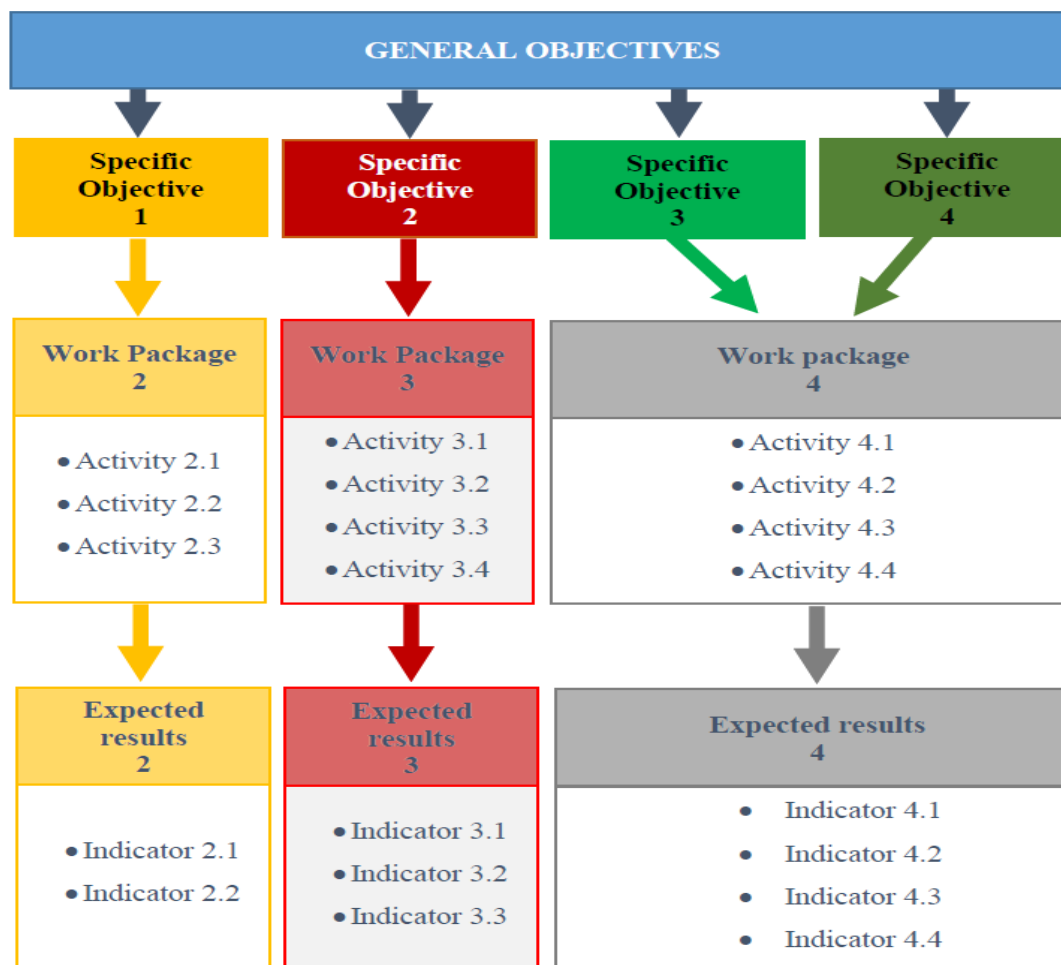 GENERAL OBJECTIVES
Specific
Objective
1
Specific
Objective
2
Specific
Objective
3
Specific
Objective
4
Work Package
2
• Activity 2.1
• Activity 2.2
• Activity 2.3
Work Package
3
• Activity 3.1
• Activity 3.2
• Activity 3.3
• Activity 3.4
Work package
4
• Activity 4.1
• Activity 4.2
• Activity 4.3
• Activity 4.4
Expected
results
2
• Indicator 2.1
• Indicator 2.2
Expected
results
3
• Indicator 3.1
• Indicator 3.2
• Indicator 3.3
Expected results
4
• Indicator 4.1
• Indicator 4.2
• Indicator 4.3
• Indicator 4.4